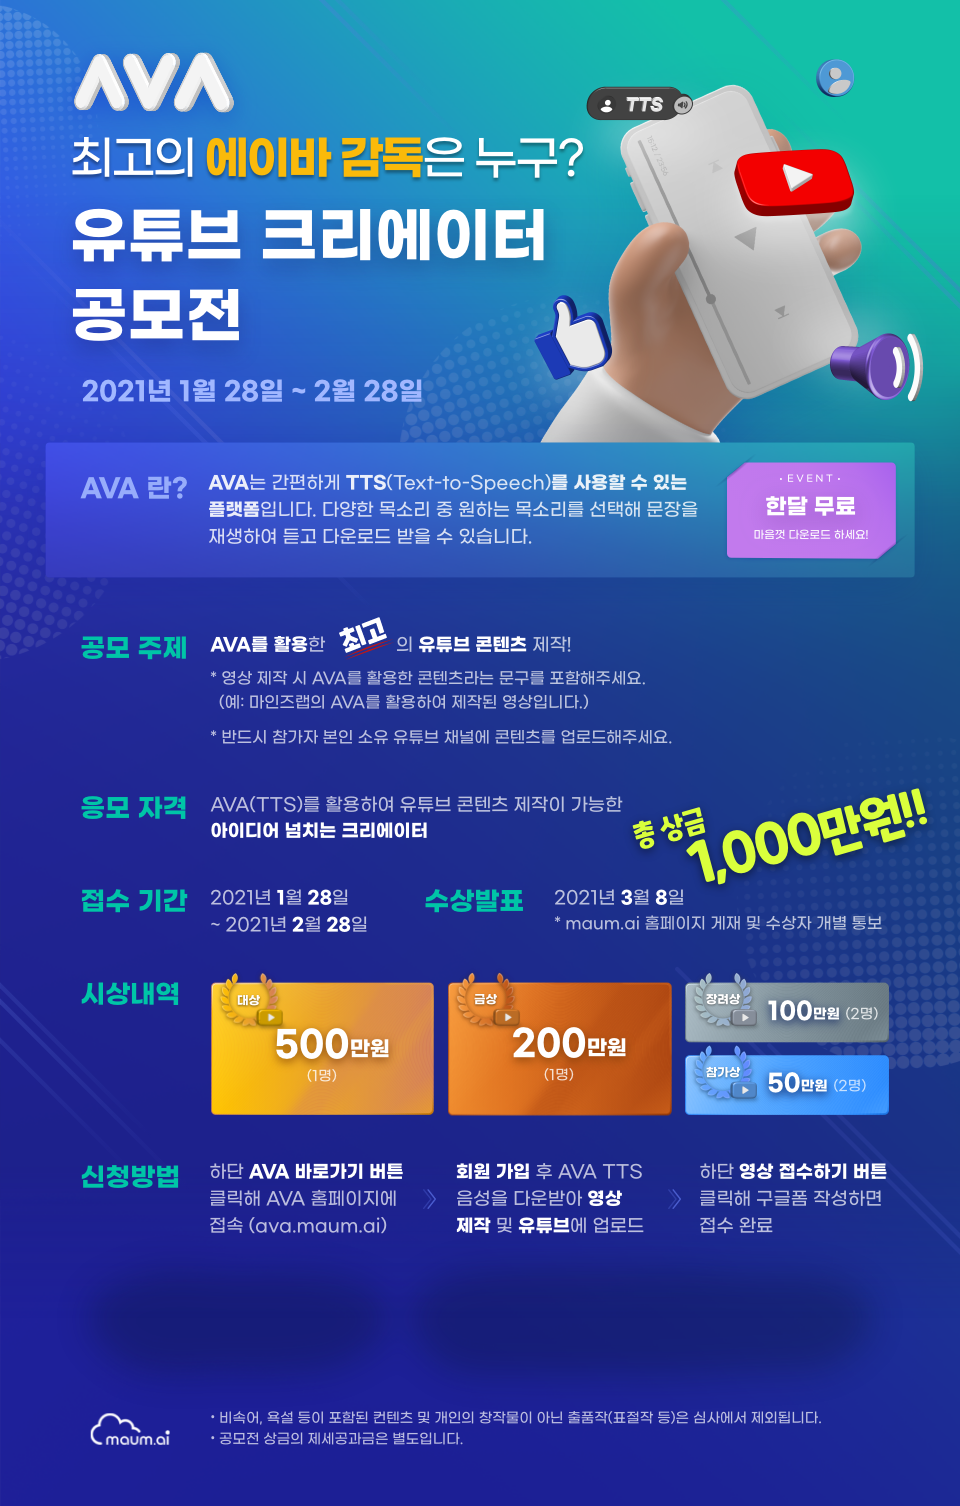 AVA
TTS
최고의 에이바 감독은 누구?
유튜브 크리에이터
공모전
2021년 1월 28일 ~ 2월 28일
AVA 란?
AVA는 간편하게 TTS(Text-to-Speech)를 사용할 수 있는
플랫폼입니다. 다양한 목소리 중 원하는 목소리를 선택해 문장을
재생하여 듣고 다운로드 받을 수 있습니다.
· EVENT ·
한달 무료
마음껏 다운로드 하세요!
공모 주제
AVA를 활용한 최고의 유튜브 콘텐츠 제작!
* 영상 제작 시 AVA를 활용한 콘텐츠라는 문구를 포함해주세요.
(예: 마인즈랩의 AVA를 활용하여 제작된 영상입니다.)
* 반드시 참가자 본인 소유 유튜브 채널에 콘텐츠를 업로드해주세요.
응모 자격
AVA(TTS)를 활용하여 유튜브 콘텐츠 제작이 가능한
아이디어 넘치는 크리에이터
총 상금
1,000만원!!
접수 기간
2021년 1월 28일
~ 2021년 2월 28일
수상발표
2021년 3월 8일
* maum.ai 홈페이지 게재 및 수상자 개별 통보
시상내역
대상
500만원
(1명)
금상
200만원
(1명)
장려상
100만원 (2명)
참가상
50만원 (2명)
신청방법
하단 AVA 바로가기 버튼
클릭해 AVA 홈페이지에
접속 (ava.maum.ai)
회원 가입 후 AVA TTS
음성을 다운받아 영상
제작 및 유튜브에 업로드
하단 영상 접수하기 버튼
클릭해 구글폼 작성하면
접수 완료
maum.ai
• 비속어, 욕설 등이 포함된 컨텐츠 및 개인의 창작물이 아닌 출품작(표절작 등)은 심사에서 제외됩니다.
• 공모전 상금의 제세공과금은 별도입니다.